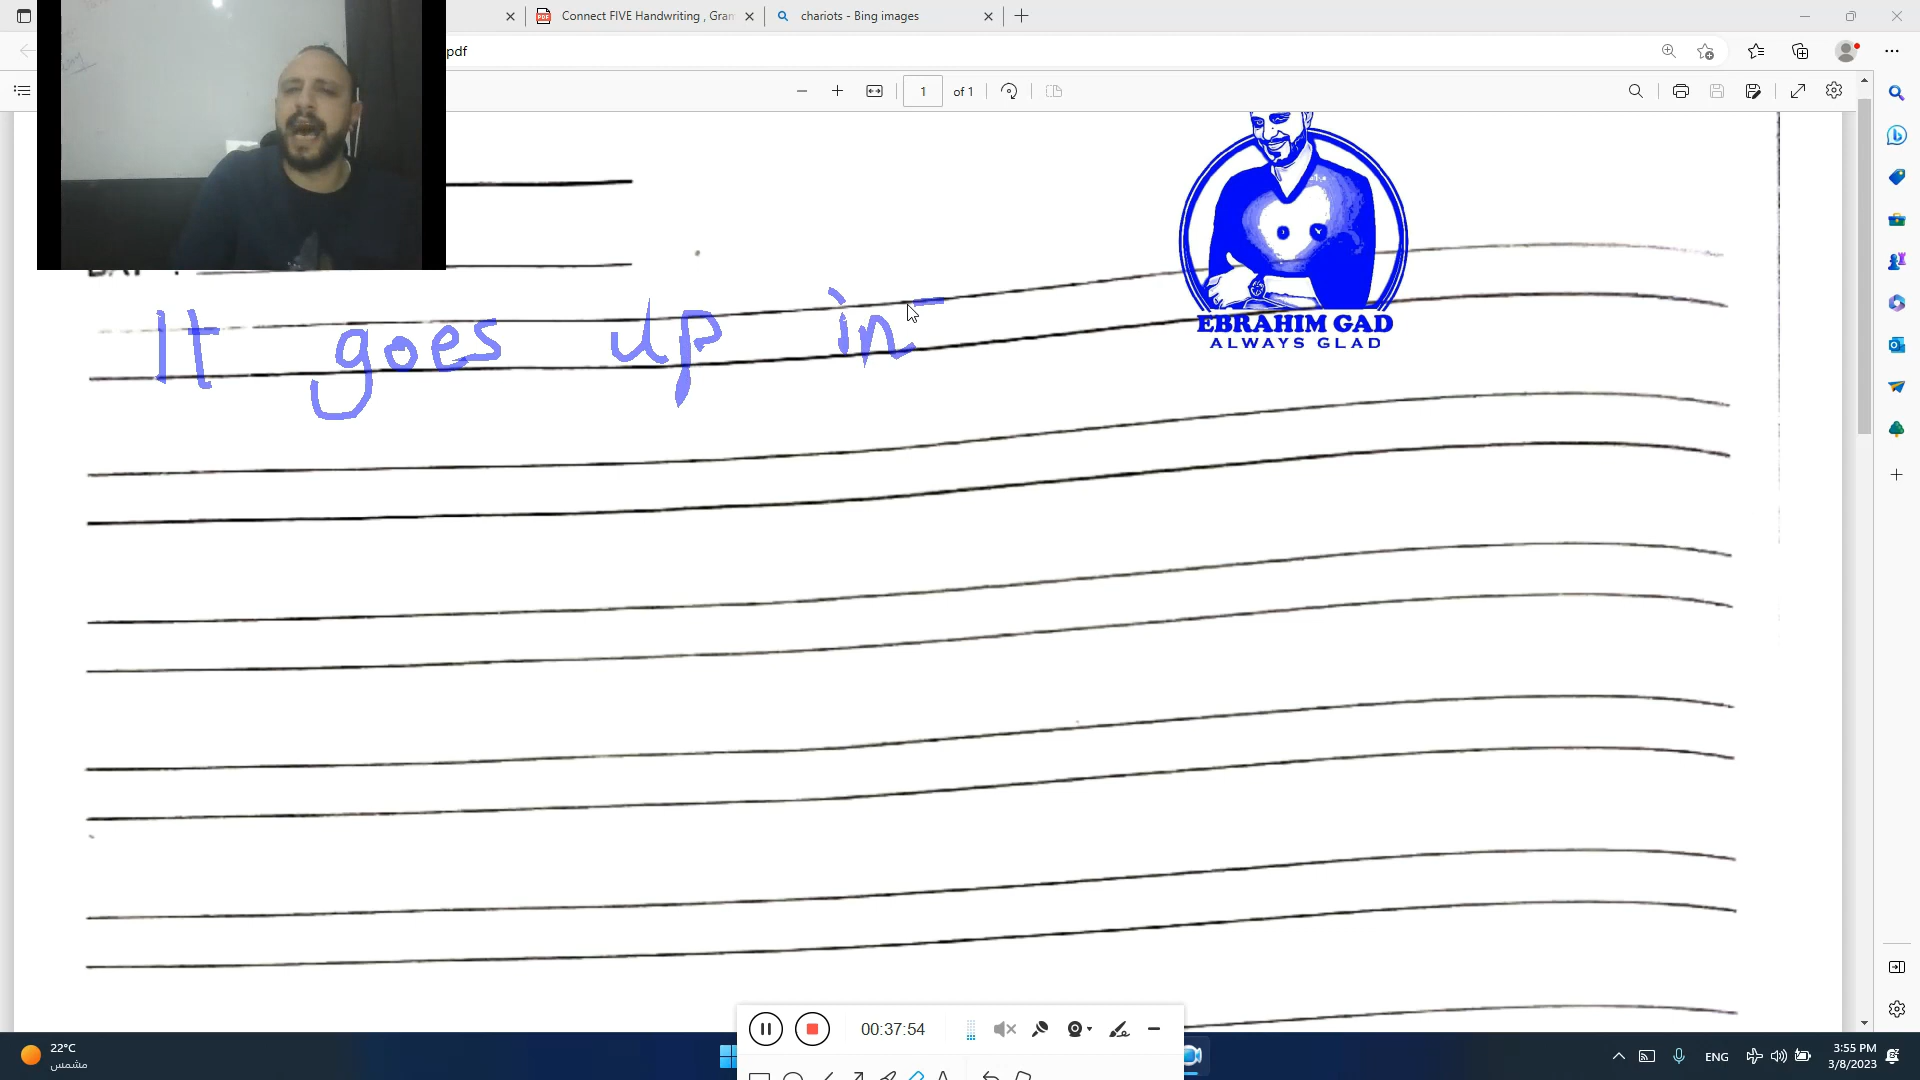 Connect FIVE Handwriting , Gram
chariots - Bing images
pdf
1 of 1
It goes up in
EBRAHIM GAD
ALWAYS GLAD
00:37:54
22°C
مشمس
ENG
3:55 PM
3/8/2023